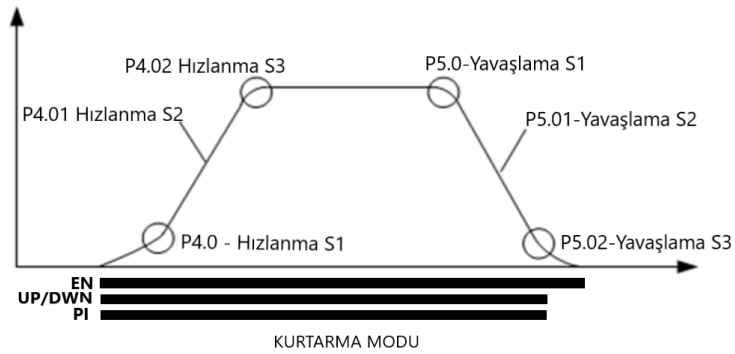 P4.02 Hızlanma S3
P5.0-Yavaşlama S1
P4.01 Hızlanma S2
P5.01-Yavaşlama S2
P4.0 - Hızlanma S1
P5.02-Yavaşlama S3
EN
UP/DWN
PI
KURTARMA MODU